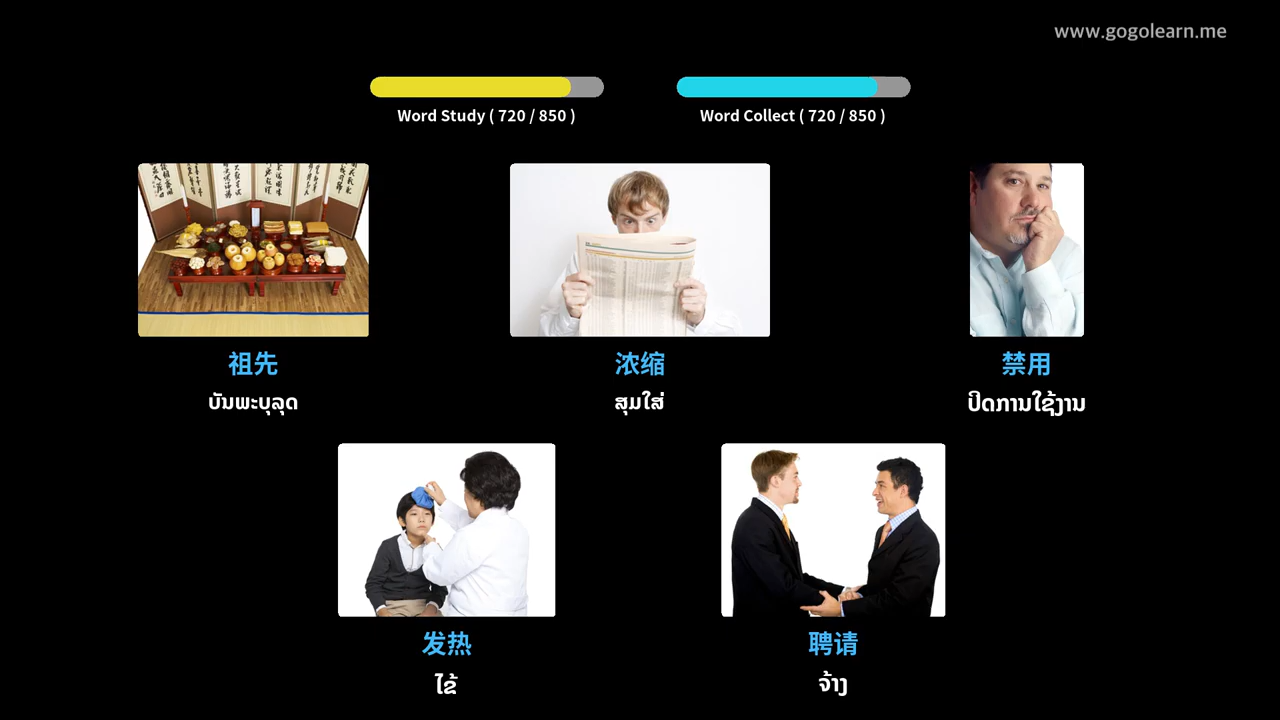 www.gogolearn.me
Word Study ( 720 / 850 )
Word Collect ( 720 / 850 )
祖先
ບັນພະບຸລຸດ
浓缩
ສຸມໃສ່
禁用
ປິດການໃຊ້ງານ
发热
ໄຂ້
聘请
ຈ້າງ